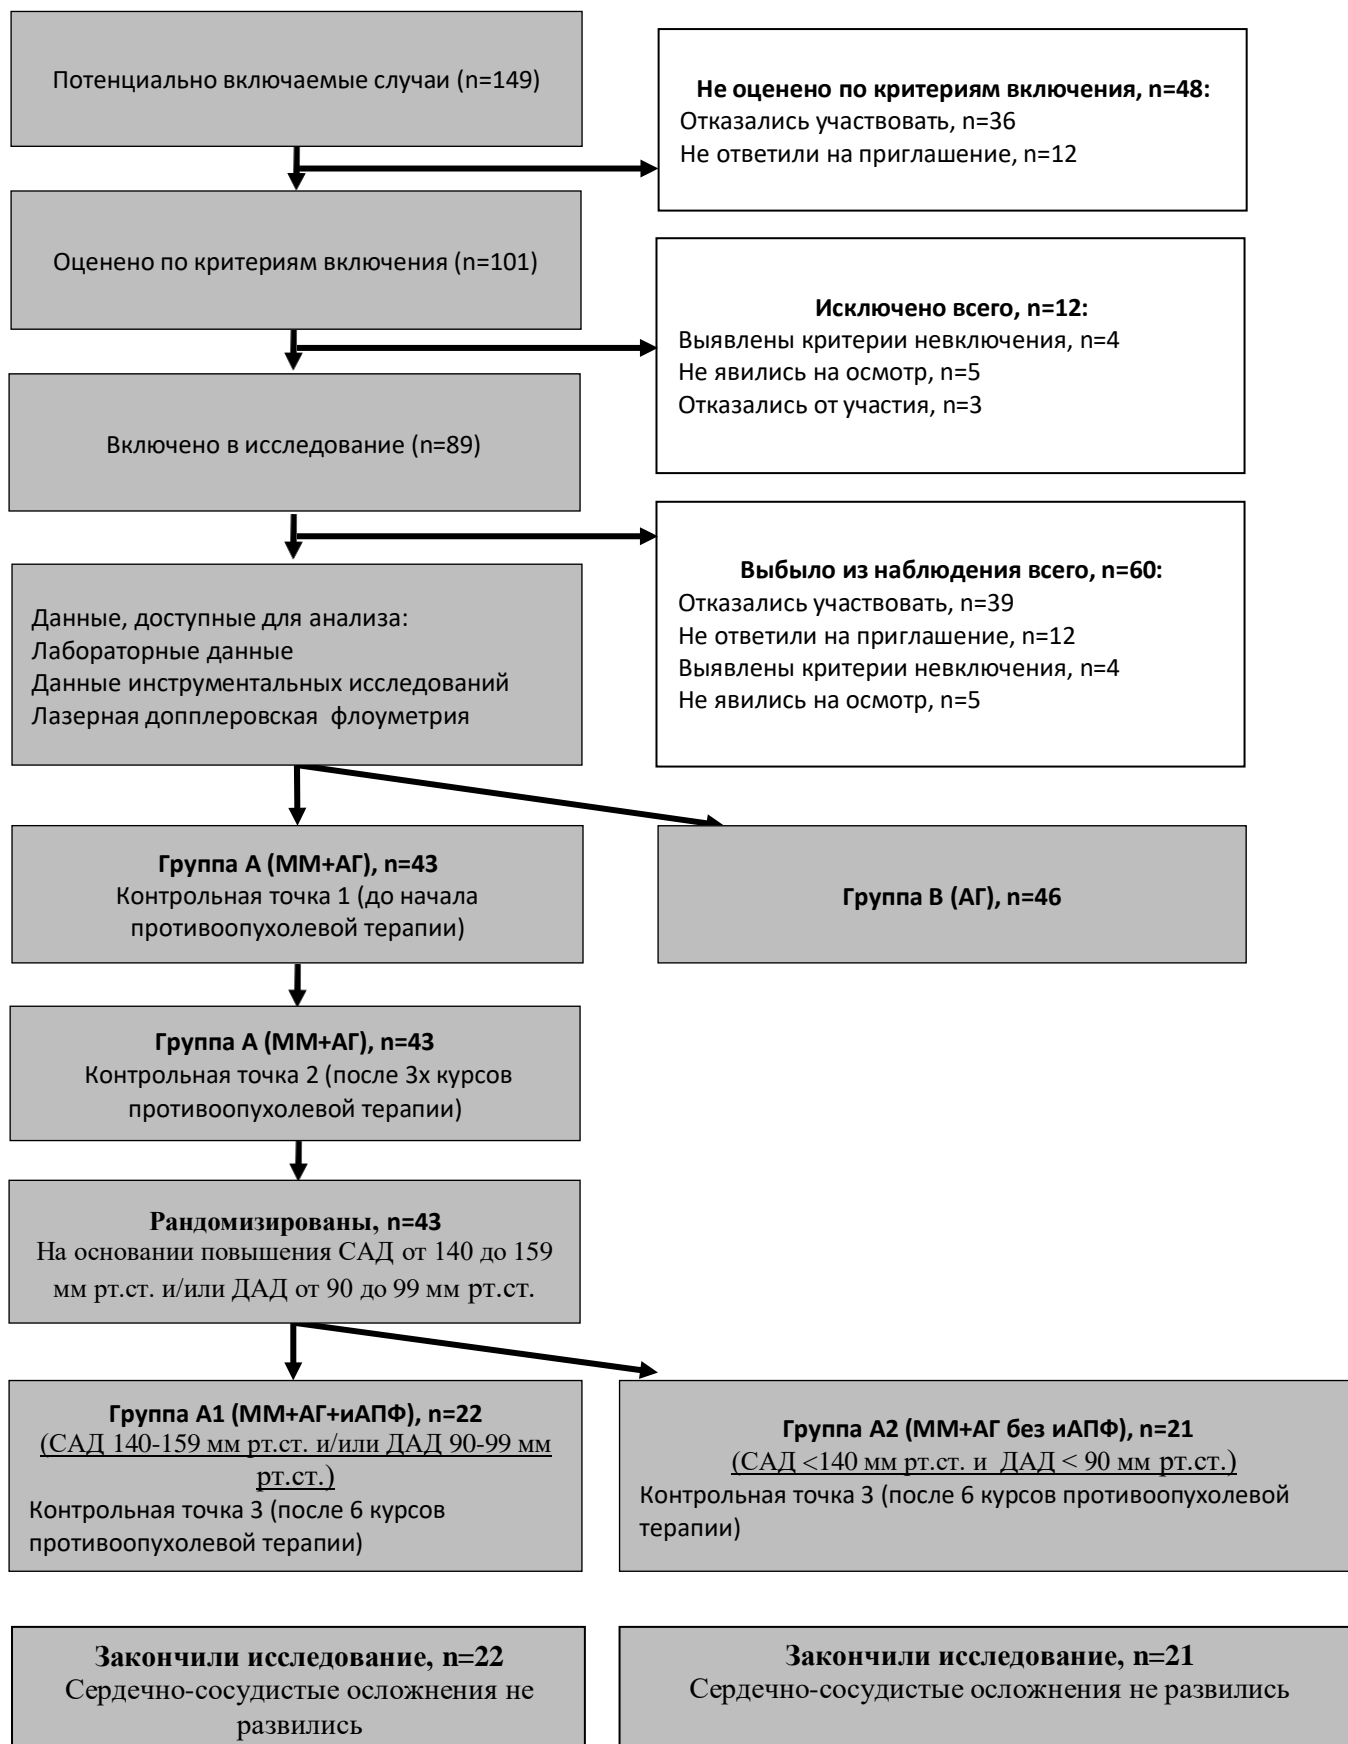 Потенциально включаемые случаи (n=149)
Не оценено по критериям включения, n=48:
Отказались участвовать, n=36
Не ответили на приглашение, n=12
Оценено по критериям включения (n=101)
Исключено всего, n=12:
Выявлены критерии невключения, n=4
Не явились на осмотр, n=5
Отказались от участия, n=3
Включено в исследование (n=89)
Выбыло из наблюдения всего, n=60:
Отказались участвовать, n=39
Не ответили на приглашение, n=12
Выявлены критерии невключения, n=4
Не явились на осмотр, n=5
Данные, доступные для анализа:
Лабораторные данные
Данные инструментальных исследований
Лазерная допплеровская флоуметрия
Группа А (ММ+АГ), n=43
Контрольная точка 1 (до начала
противоопухолевой терапии)
Группа В (АГ), n=46
Группа А (ММ+АГ), n=43
Контрольная точка 2 (после 3х курсов
противоопухолевой терапии)
Рандомизированы, n=43
На основании повышения САД от 140 до 159
мм рт.ст. и/или ДАД от 90 до 99 мм рт.ст.
Группа А1 (ММ+АГ+иАПФ), n=22
(САД 140-159 мм рт.ст. и/или ДАД 90-99 мм
рт.ст.)
Контрольная точка 3 (после 6 курсов
противоопухолевой терапии)
Группа А2 (ММ+АГ без иАПФ), n=21
(САД <140 мм рт.ст. и ДАД < 90 мм рт.ст.)
Контрольная точка 3 (после 6 курсов противоопухолевой
терапии)
Закончили исследование, n=22
Сердечно-сосудистые осложнения не
развились
Закончили исследование, n=21
Сердечно-сосудистые осложнения не развились